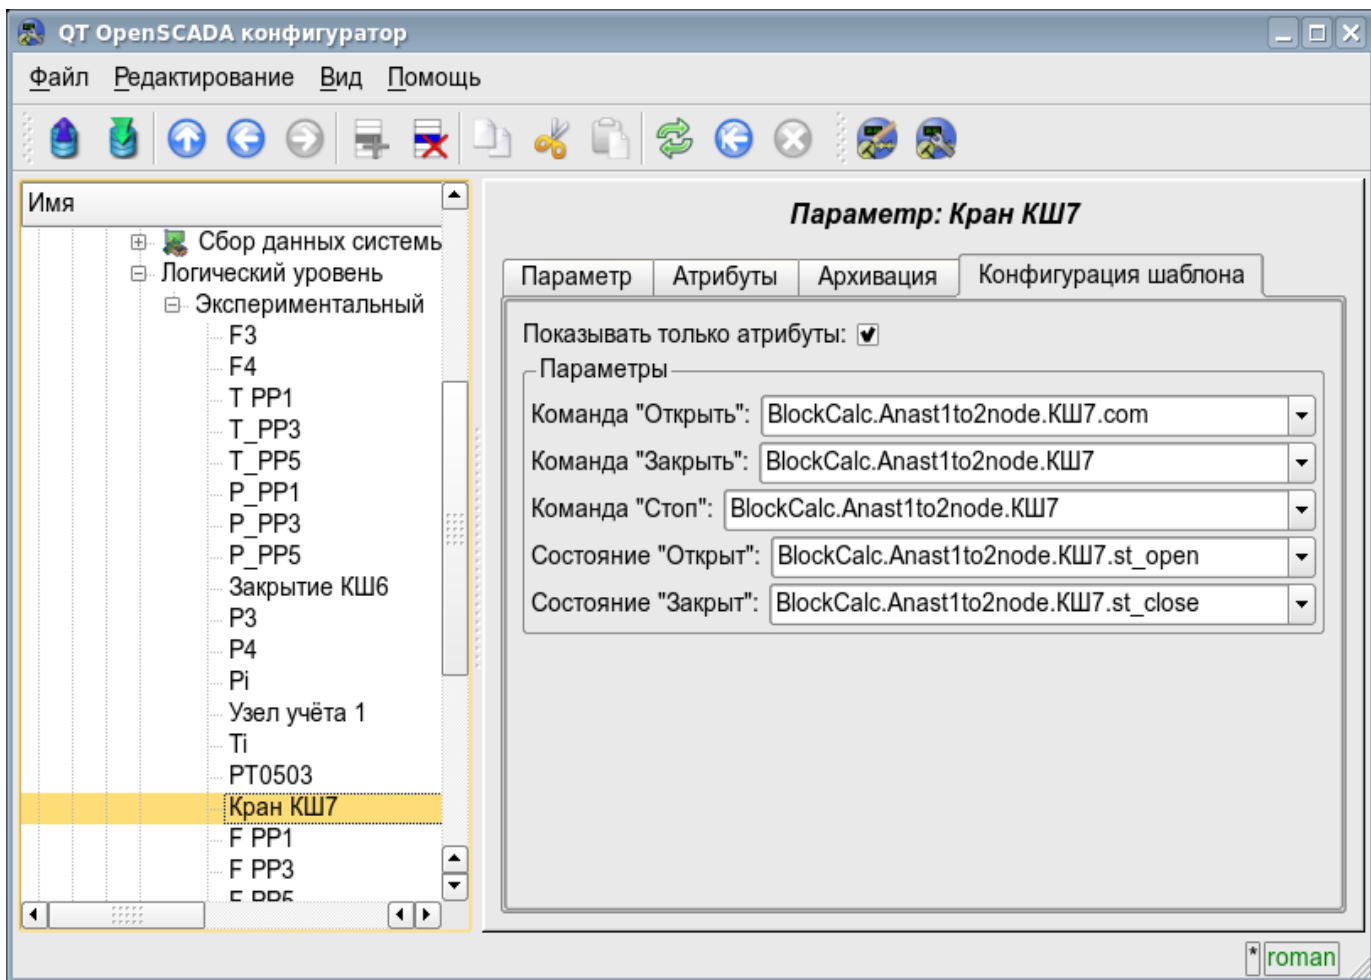 QT OpenSCADA конфигуратор
Файл Редактирование Вид Помощь
Имя
Сбор данных системы
Логический уровень
Экспериментальный
F3
F4
T PP1
T_PP3
T_PP5
P_PP1
P_PP3
P_PP5
Закрытие КШ6
P3
P4
Pi
Узел учёта 1
Ti
PT0503
Кран КШ7
F PP1
F PP3
F PP5
Параметр: Кран КШ7
Параметр Атрибуты Архивация Конфигурация шаблона
Показывать только атрибуты:
Параметры
Команда "Открыть": BlockCalc.Anast1to2node.КШ7.com
Команда "Закрыть": BlockCalc.Anast1to2node.КШ7
Команда "Стоп": BlockCalc.Anast1to2node.КШ7
Состояние "Открыт": BlockCalc.Anast1to2node.КШ7.st_open
Состояние "Закрыт": BlockCalc.Anast1to2node.КШ7.st_close
* roman